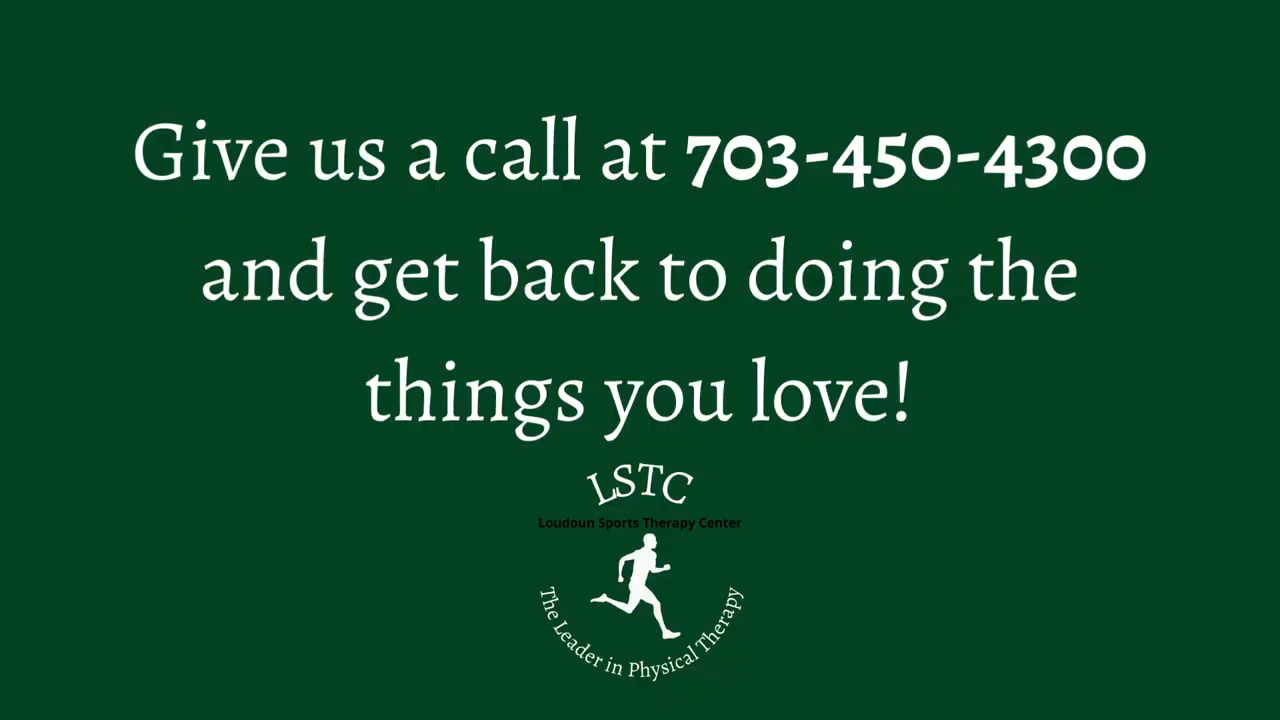 Give us a call at 703-450-4300
and get back to doing the
things you love!
LSTC
Loudoun Sports Therapy Center
The Leader in Physical Therapy